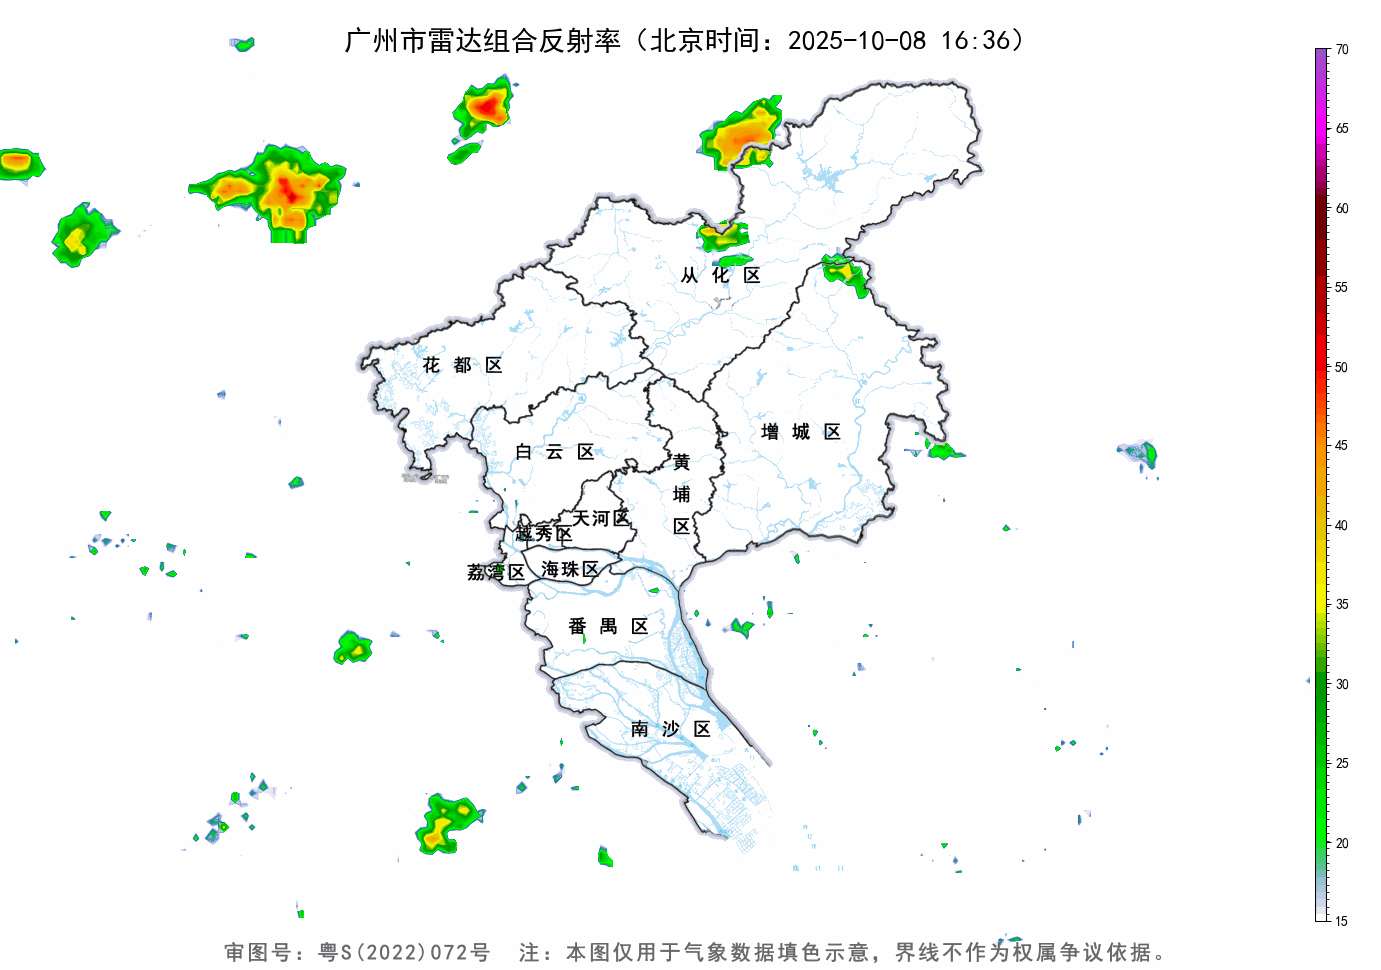 广州市雷达组合反射率（北京时间：2025-10-08 16:36）
70
65
60
55
50
45
40
35
30
25
20
15
从化区
花都区
增城区
白云区
黄埔区
天河区
越秀区
荔湾区
海珠区
番禺区
南沙区
审图号：粤S(2022)072号 注：本图仅用于气象数据填色示意，界线不作为权属争议依据。